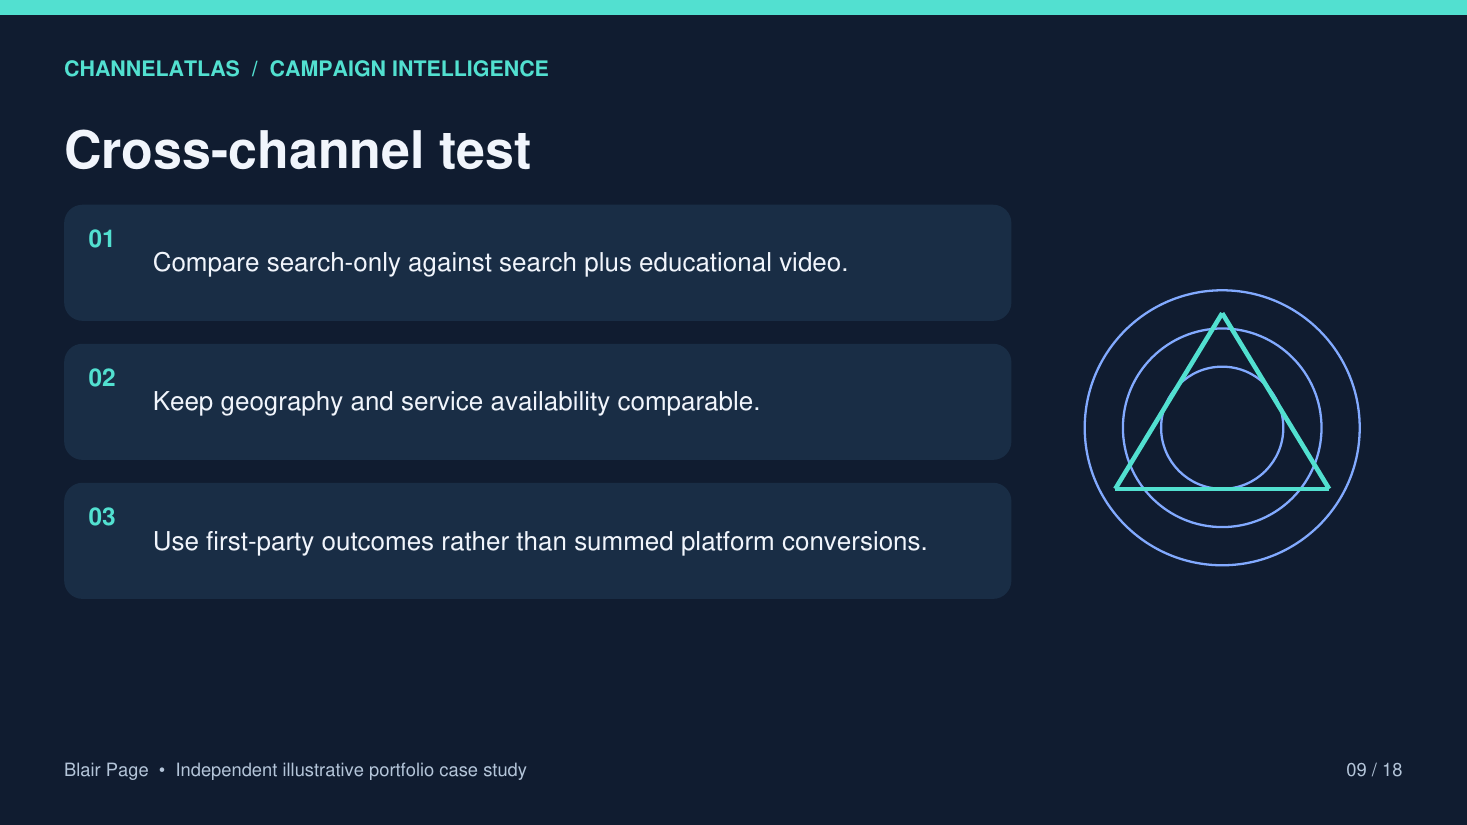 CHANNELATLAS / CAMPAIGN INTELLIGENCE
Cross-channel test
01
Compare search-only against search plus educational video.
02
Keep geography and service availability comparable.
03
Use first-party outcomes rather than summed platform conversions.
Blair Page • Independent illustrative portfolio case study
09 / 18